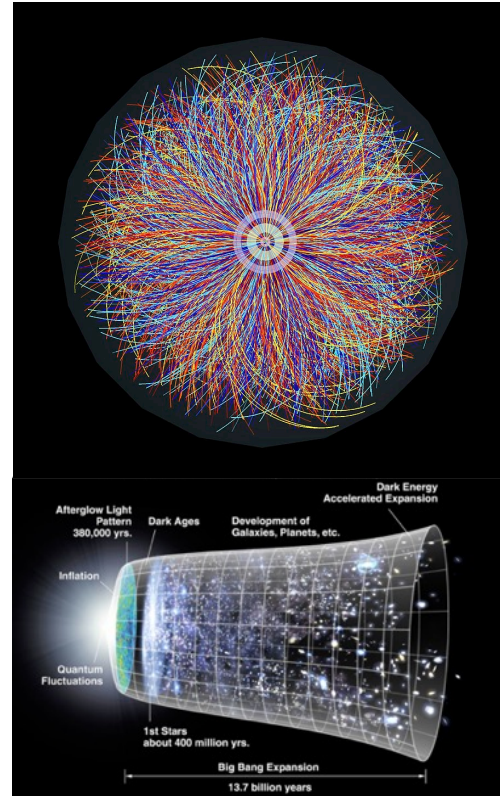 Dark Energy
Accelerated Expansion
Afterglow Light
Pattern
380,000 yrs.
Dark Ages
Development of
Galaxies, Planets, etc.
Inflation
Quantum
Fluctuations
1st Stars
about 400 million yrs.
Big Bang Expansion
13.7 billion years